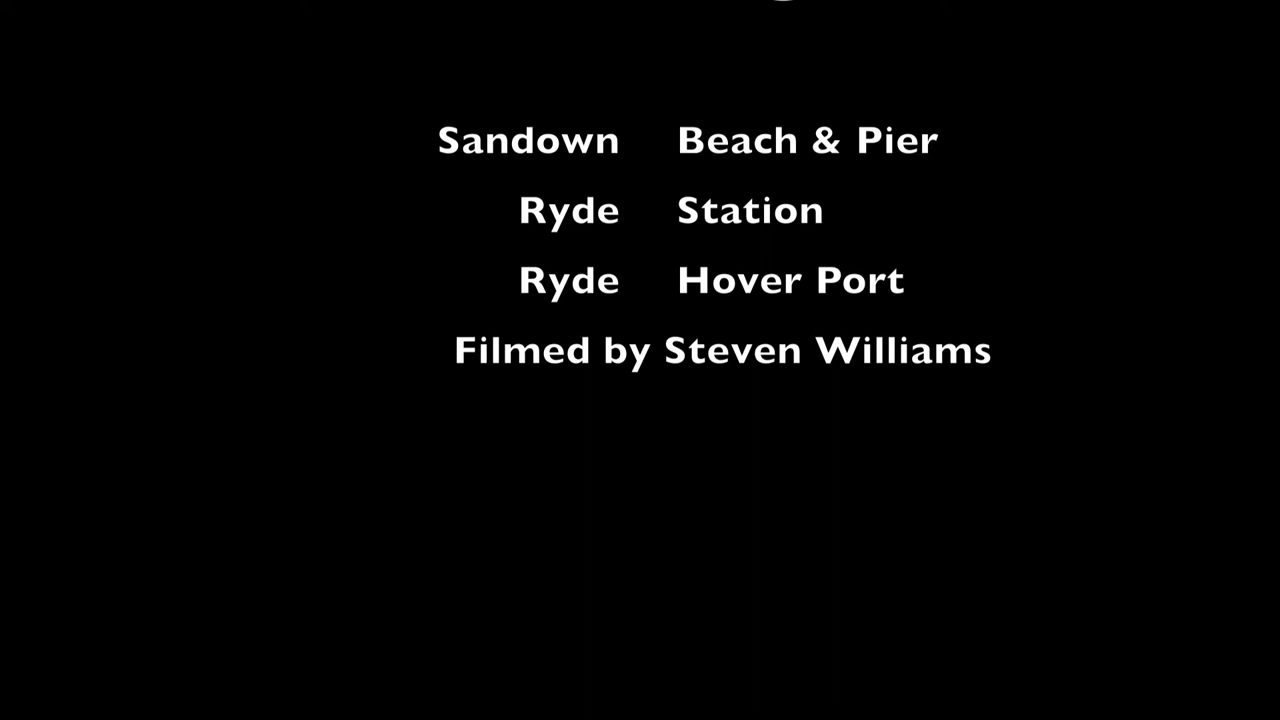 Sandown Beach & Pier
Ryde Station
Ryde Hover Port
Filmed by Steven Williams